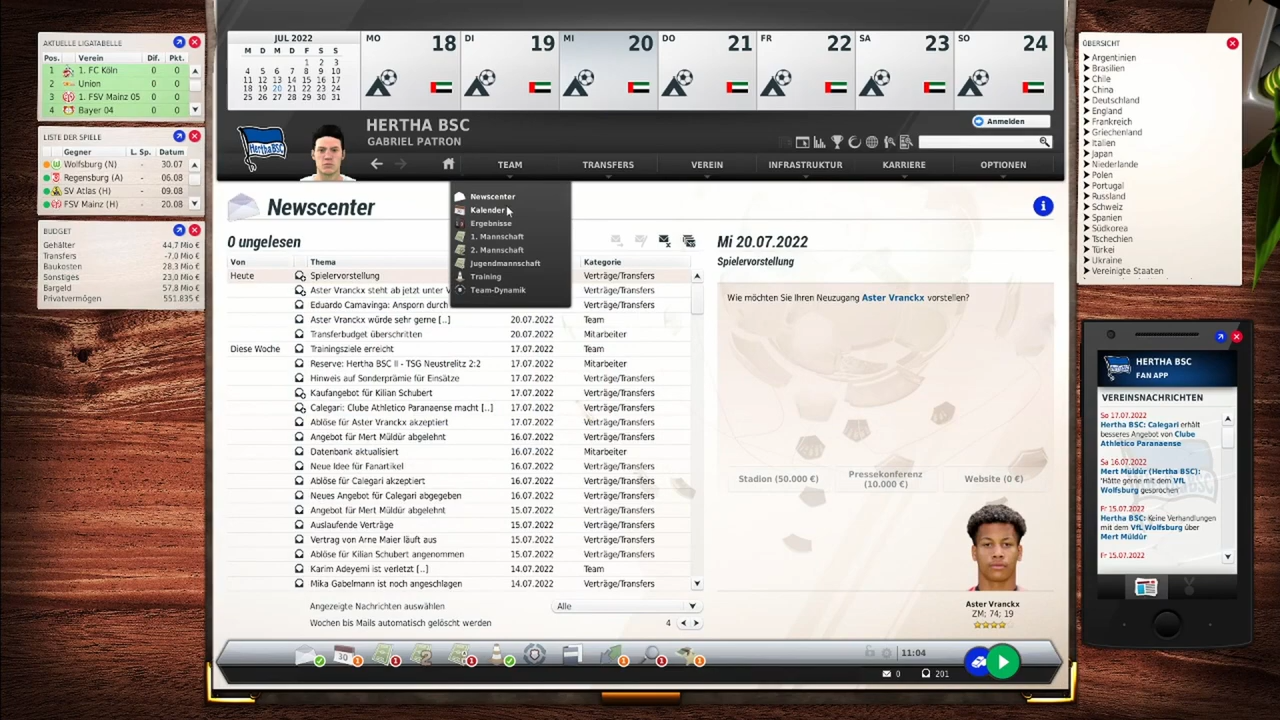 AKTUELLE LIGATABELLE
Pos. Verein Dif. Pkt.
1 1. FC Köln 0 0
2 Union 0 0
3 1. FSV Mainz 05 0 0
4 Bayer 04 0 0
LISTE DER SPIELE
Gegner L. Sp. Datum
Wolfsburg (N) - 30.07
Regensburg (A) - 06.08
SV Atlas (H) - 09.08
FSV Mainz (H) - 20.08
BUDGET
Gehälter 44,7 Mio €
Transfers -7,0 Mio €
Baukosten 28,3 Mio €
Sonstiges 23,0 Mio €
Bargeld 57,8 Mio €
Privatvermögen 551.835 €
JUL 2022
M D M D F S S
1 2 3
4 5 6 7 8 9 10
11 12 13 14 15 16 17
18 19 20 21 22 23 24
25 26 27 28 29 30 31
MO 18
DI 19
MI 20
DO 21
FR 22
SA 23
SO 24
HERTHA BSC
GABRIEL PATRON
Anmelden
TEAM TRANSFERS VEREIN INFRASTRUKTUR KARRIERE OPTIONEN
Newscenter
Kalender
Ergebnisse
1. Mannschaft
2. Mannschaft
Jugendmannschaft
Training
Team-Dynamik
Newscenter
0 ungelesen
Von Thema Kategorie
Heute Spielervorstellung Verträge/Transfers
Aster Vranckx steht ab jetzt unter V Verträge/Transfers
Eduardo Camavinga: Ansporn durch Verträge/Transfers
Aster Vranckx würde sehr gerne [..] 20.07.2022 Team
Transferbudget überschritten 20.07.2022 Mitarbeiter
Diese Woche Trainingsziele erreicht 17.07.2022 Team
Reserve: Hertha BSC II - TSG Neustrelitz 2:2 17.07.2022 Mitarbeiter
Hinweis auf Sonderprämie für Einsätze 17.07.2022 Verträge/Transfers
Kaufangebot für Kilian Schubert 17.07.2022 Verträge/Transfers
Calegari: Clube Athletico Paranaense macht [..] 17.07.2022 Verträge/Transfers
Ablöse für Aster Vranckx akzeptiert 17.07.2022 Verträge/Transfers
Angebot für Mert Müldür abgelehnt 16.07.2022 Verträge/Transfers
Datenbank aktualisiert 16.07.2022 Mitarbeiter
Neue Idee für Fanartikel 16.07.2022 Verträge/Transfers
Ablöse für Calegari akzeptiert 16.07.2022 Verträge/Transfers
Neues Angebot für Calegari abgegeben 16.07.2022 Verträge/Transfers
Angebot für Mert Müldür abgelehnt 15.07.2022 Verträge/Transfers
Auslaufende Verträge 15.07.2022 Verträge/Transfers
Vertrag von Arne Maier läuft aus 15.07.2022 Verträge/Transfers
Ablöse für Kilian Schubert angenommen 15.07.2022 Verträge/Transfers
Karim Adeyemi ist verletzt [..] 14.07.2022 Team
Mika Gabelmann ist noch angeschlagen 14.07.2022 Verträge/Transfers
Angezeigte Nachrichten auswählen Alle
Wochen bis Mails automatisch gelöscht werden 4
Mi 20.07.2022
Spielervorstellung
Wie möchten Sie Ihren Neuzugang Aster Vranckx vorstellen?
Stadion (50.000 €)
Pressekonferenz
(10.000 €)
Website (0 €)
Aster Vranckx
ZM; 74; 19
30 1 1 2 1 1 1 1
11:04
0 201
ÜBERSICHT
Argentinien
Brasilien
Chile
China
Deutschland
England
Frankreich
Griechenland
Italien
Japan
Niederlande
Polen
Portugal
Russland
Schweiz
Spanien
Südkorea
Tschechien
Türkei
Ukraine
Vereinigte Staaten
HERTHA BSC
FAN APP
VEREINSNACHRICHTEN
So 17.07.2022
Hertha BSC: Calegari erhält
besseres Angebot von Clube
Athletico Paranaense
Sa 16.07.2022
Mert Müldür (Hertha BSC):
'Hätte gerne mit dem VfL
Wolfsburg gesprochen'
Fr 15.07.2022
Hertha BSC: Keine Verhandlungen
mit dem VfL Wolfsburg über
Mert Müldür
Fr 15.07.2022